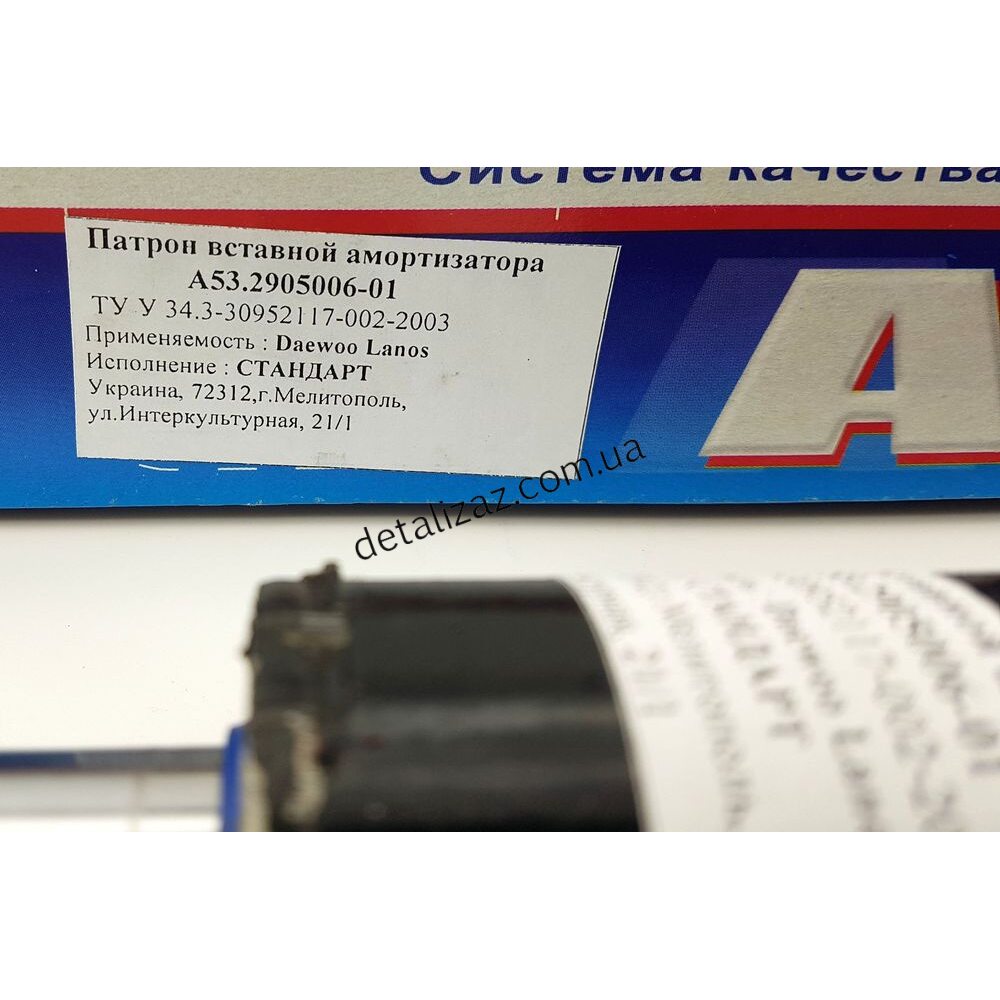 Система качества
Патрон вставной амортизатора
А53.2905006-01
ТУ У 34.3-30952117-002-2003
Применяемость : Daewoo Lanos
Исполнение : СТАНДАРТ
Украина, 72312,г.Мелитополь,
ул.Интеркультурная, 21/1
А
detalizaz.com.ua